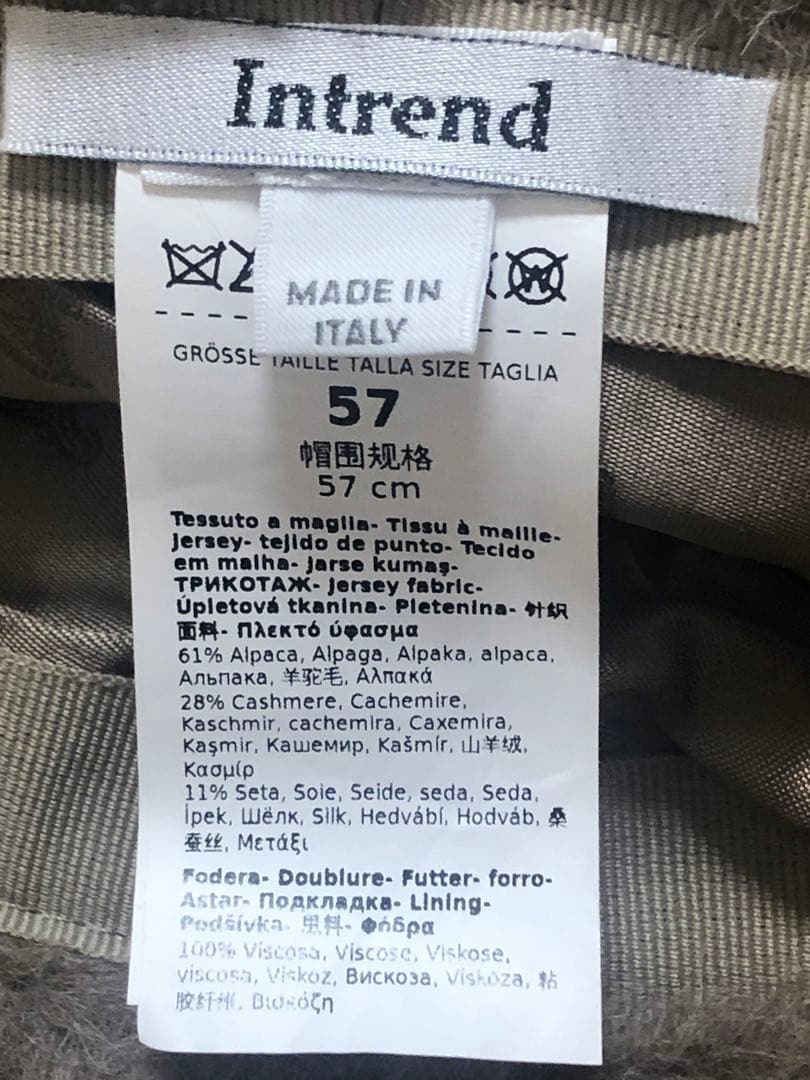 Intrend
MADE IN
ITALY
GRÖSSE TAILLE TALLA SIZE TAGLIA
57
帽围规格
57 cm
Tessuto a maglia- Tissu à maille-
Jersey- tejido de punto- Tecido
em malha- Jarse kumaş-
ТРИКОТАЖ- Jersey fabric-
Úpletová tkanina- Pletenina- 针织
面料- Πλεκτό ύφασμα
61% Alpaca, Alpaga, Alpaka, alpaca,
Альпака, 羊驼毛, Αλπακά
28% Cashmere, Cachemire,
Kaschmir, cachemira, Caxemira,
Kaşmir, Кашемир, Kašmír, 山羊绒,
Κασμίρ
11% Seta, Soie, Seide, seda, Seda,
İpek, Шёлк, Silk, Hedvábí, Hodváb, 桑
蚕丝, Μετάξι
Fodera- Doublure- Futter- forro-
Astar- Подкладка- Lining-
Podšívka- 里料- Φόδρα
100% Viscosa, Viscose, Viskose,
viscosa, Viskoz, Вискоза, Viskóza, 粘
胶纤维, Βισκόζη